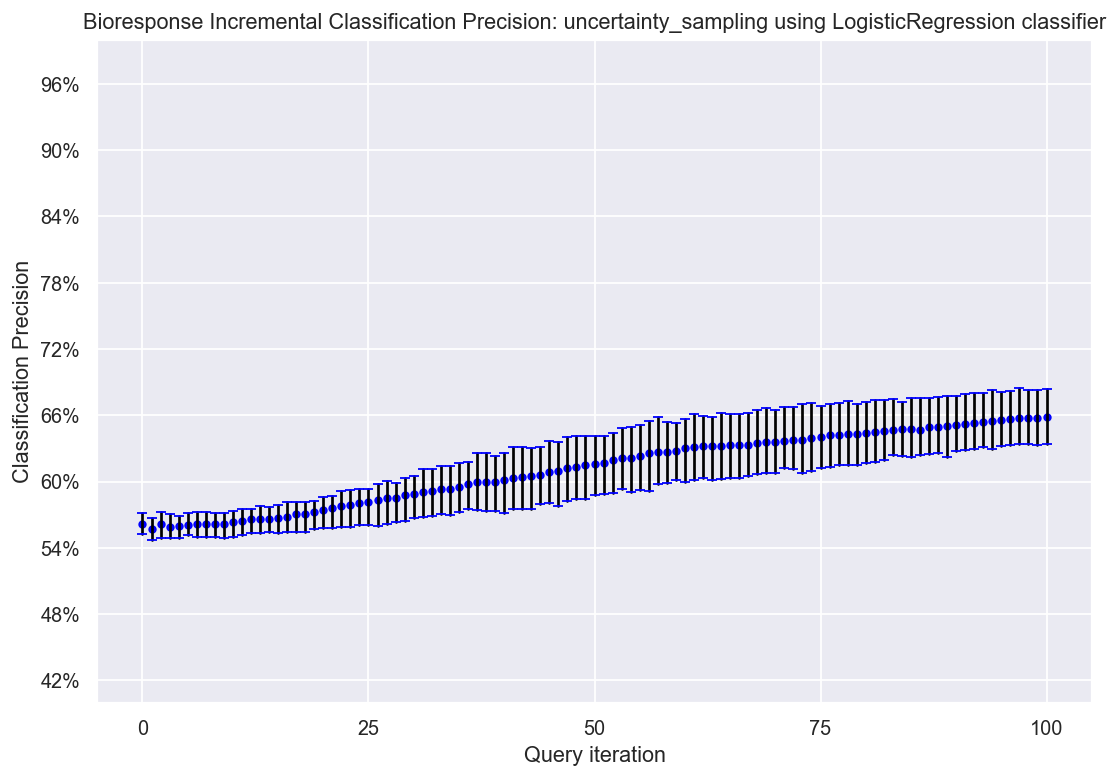 Bioresponse Incremental Classification Precision: uncertainty_sampling using LogisticRegression classifier
96%
90%
84%
78%
72%
66%
60%
54%
48%
42%
Classification Precision
0 25 50 75 100
Query iteration